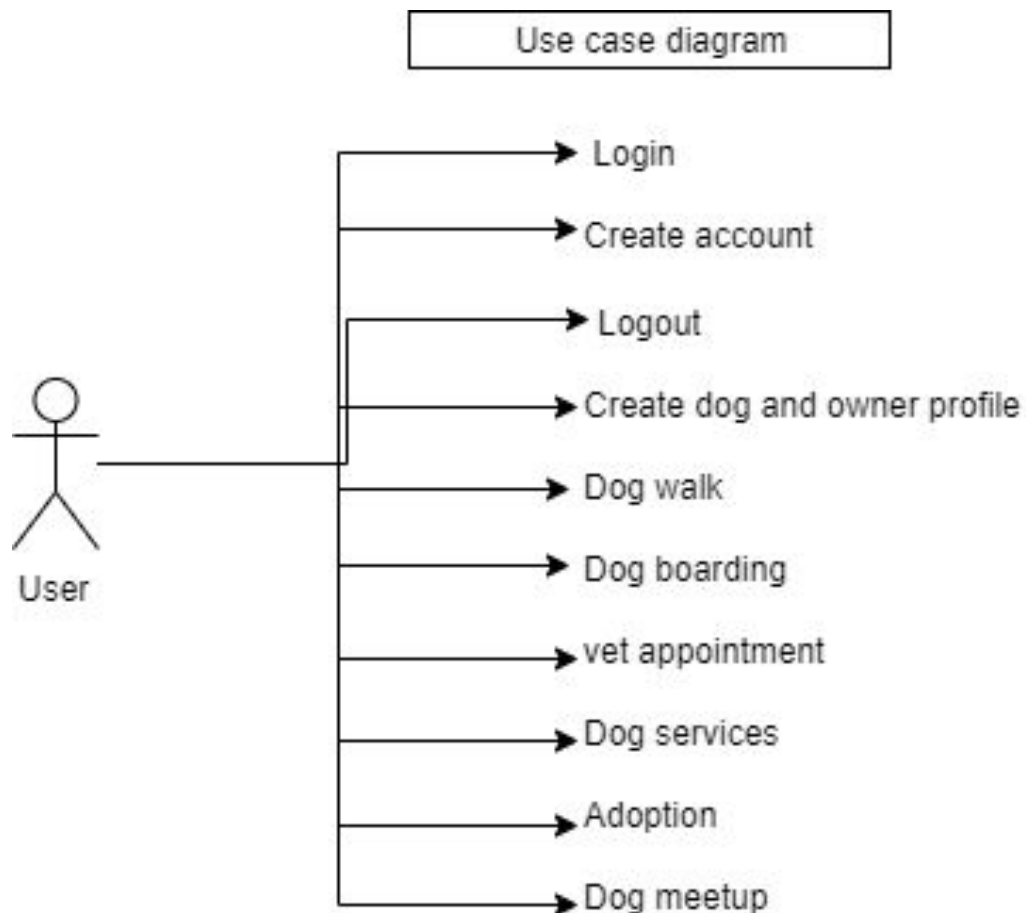 Use case diagram
Login
Create account
Logout
Create dog and owner profile
Dog walk
Dog boarding
User
vet appointment
Dog services
Adoption
Dog meetup